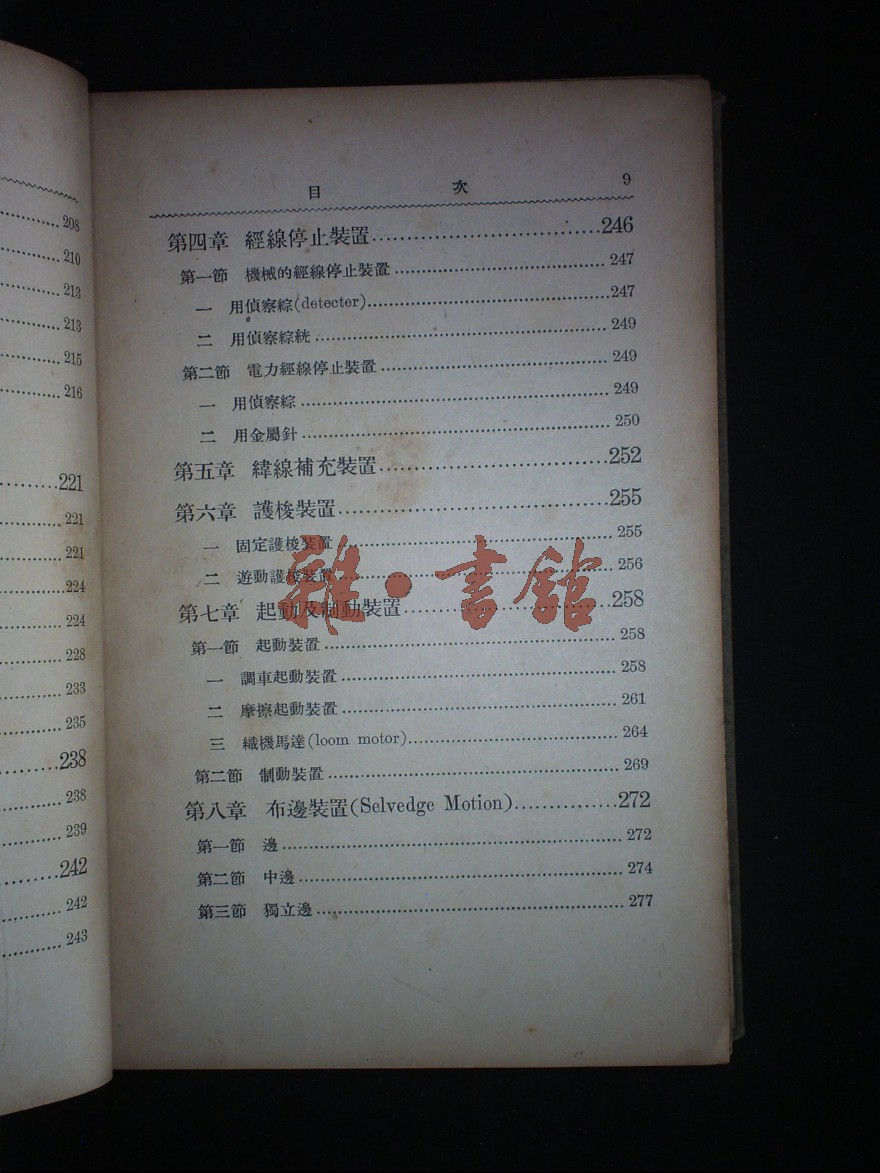 208
210
213
213
215
216
221
221
221
224
224
228
233
235
238
238
239
242
242
243
目 次 9
第四章 經線停止裝置 246
第一節 機械的經線停止裝置 247
一 用偵察綜(detecter) 247
二 用偵察綜絖 249
第二節 電力經線停止裝置 249
一 用偵察綜 249
二 用金屬針 250
第五章 緯線補充裝置 252
第六章 護梭裝置 255
一 固定護梭裝置 255
二 遊動護梭裝置 256
雜·書館
第七章 起動及制動裝置 258
第一節 起動裝置 258
一 調車起動裝置 258
二 摩擦起動裝置 261
三 織機馬達(loom motor) 264
第二節 制動裝置 269
第八章 布邊裝置(Selvedge Motion) 272
第一節 邊 272
第二節 中邊 274
第三節 獨立邊 277